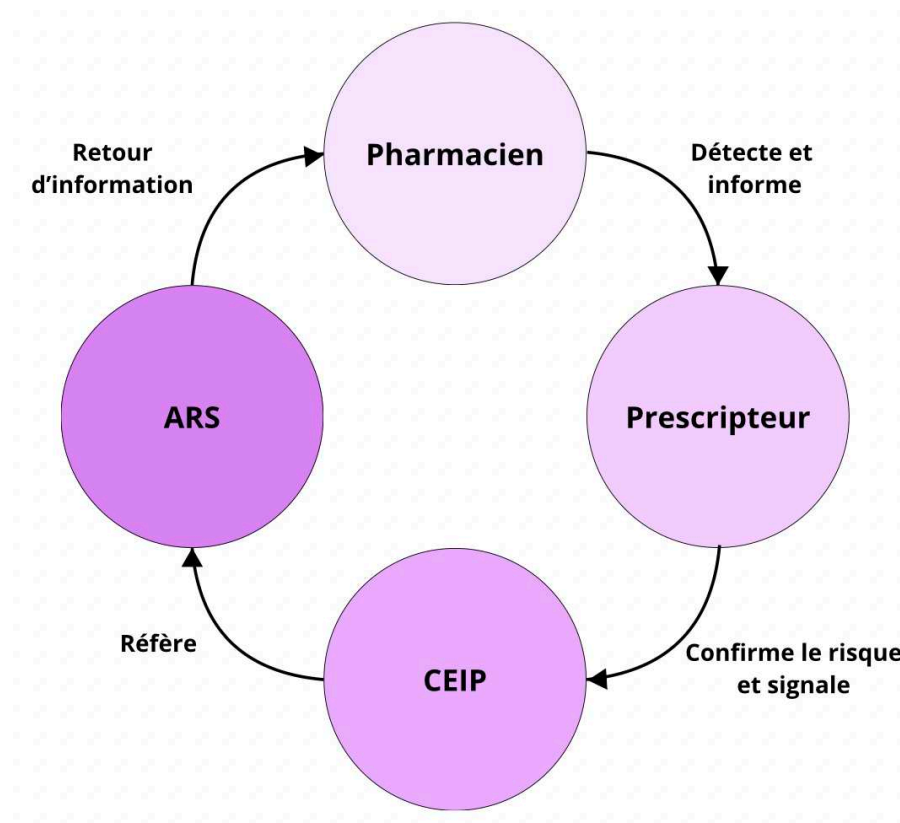 Pharmacien
Détecte et
informe
Prescripteur
Confirme le risque
et signale
CEIP
Réfère
ARS
Retour
d’information